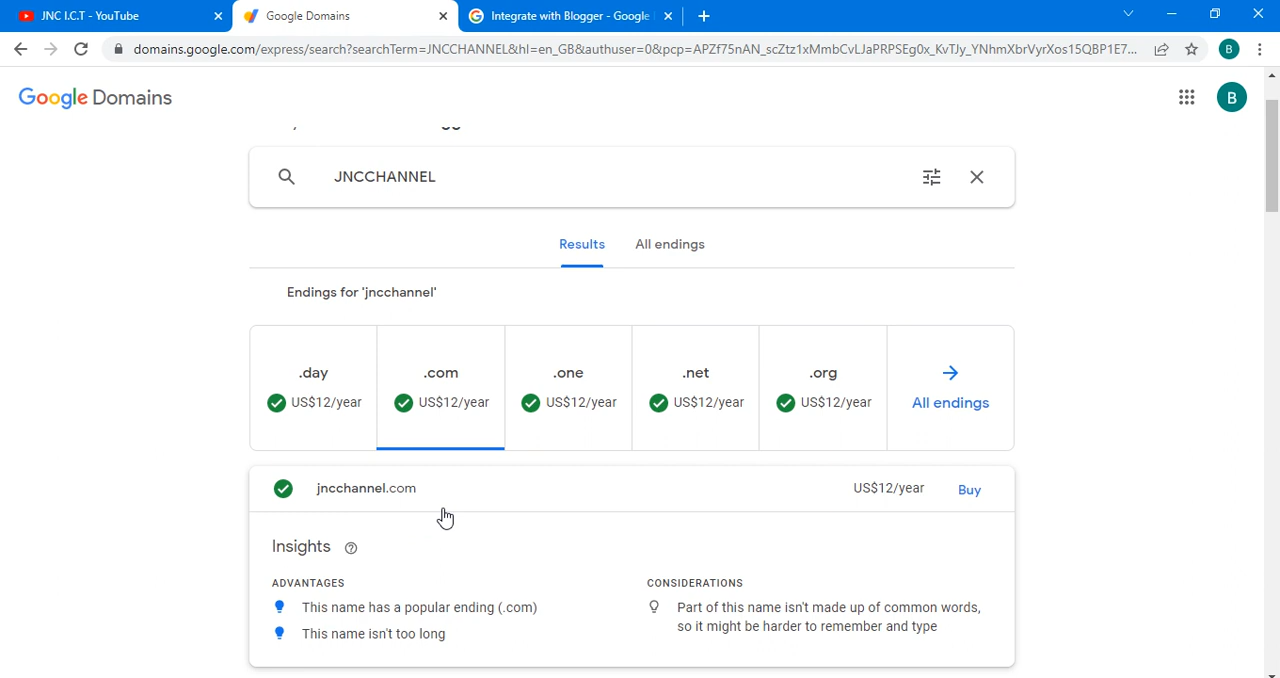 JNC I.C.T - YouTube
Google Domains
Integrate with Blogger - Google
domains.google.com/express/search?searchTerm=JNCCHANNEL&hl=en_GB&authuser=0&pcp=APZf75nAN_scZtz1xMmbCvLJaPRPSEg0x_KvTJy_YNhmXbrVyrXos15QBP1E7...
B
Google Domains
B
JNCCHANNEL
Results
All endings
Endings for 'jncchannel'
.day
.com
.one
.net
.org
US$12/year
US$12/year
US$12/year
US$12/year
US$12/year
All endings
jncchannel.com
US$12/year
Buy
Insights
ADVANTAGES
This name has a popular ending (.com)
This name isn't too long
CONSIDERATIONS
Part of this name isn't made up of common words,
so it might be harder to remember and type